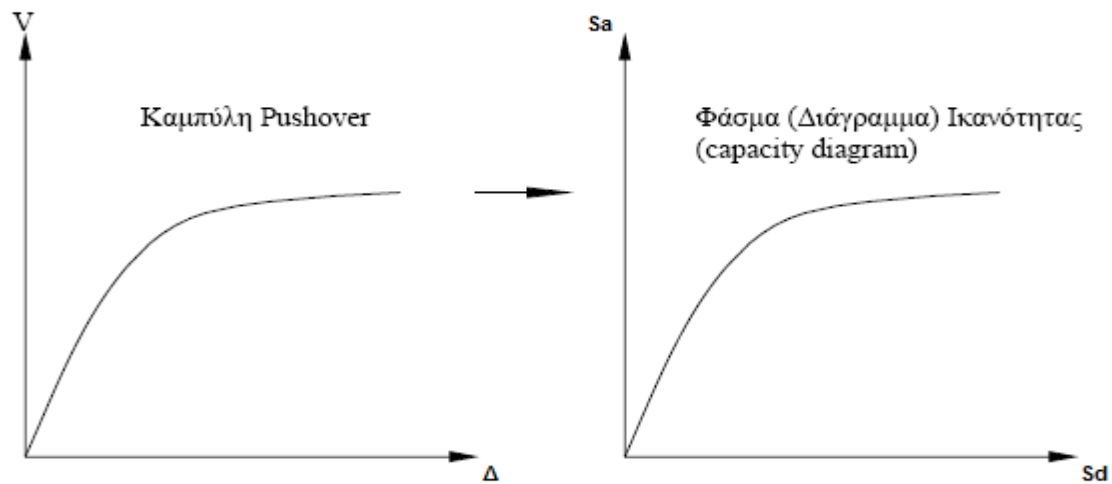 V
Καμπύλη Pushover
Δ
Sa
Φάσμα (Διάγραμμα) Ικανότητας
(capacity diagram)
Sd